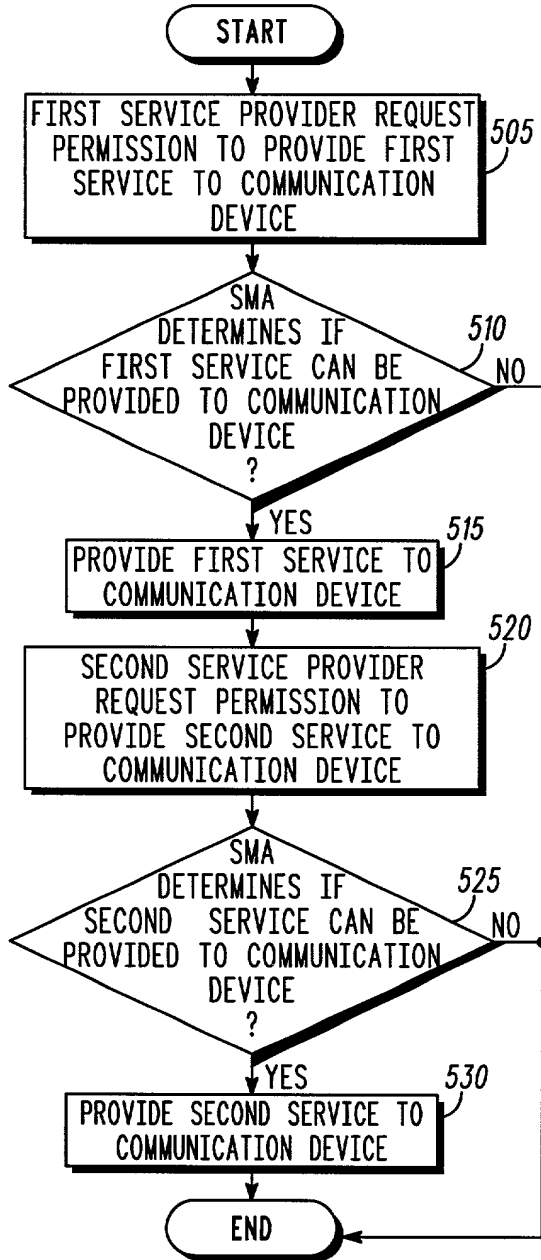 START
FIRST SERVICE PROVIDER REQUEST
PERMISSION TO PROVIDE FIRST
SERVICE TO COMMUNICATION
DEVICE
505
SMA
DETERMINES IF
FIRST SERVICE CAN BE
PROVIDED TO COMMUNICATION
DEVICE
?
510
NO
YES
PROVIDE FIRST SERVICE TO
COMMUNICATION DEVICE
515
SECOND SERVICE PROVIDER
REQUEST PERMISSION TO
PROVIDE SECOND SERVICE TO
COMMUNICATION DEVICE
520
SMA
DETERMINES IF
SECOND SERVICE CAN BE
PROVIDED TO COMMUNICATION
DEVICE
?
525
NO
YES
PROVIDE SECOND SERVICE TO
COMMUNICATION DEVICE
530
END